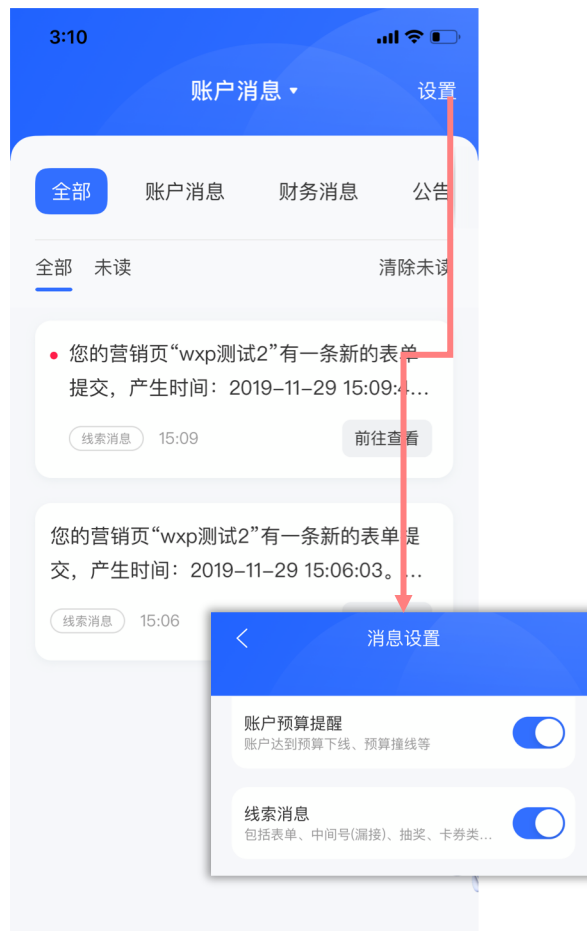 3:10
账户消息
设置
全部 账户消息 财务消息 公告
全部 未读 清除未读
您的营销页“wxp测试2”有一条新的表单
提交，产生时间：2019-11-29 15:09:4...
线索消息 15:09 前往查看
您的营销页“wxp测试2”有一条新的表单提
交，产生时间：2019-11-29 15:06:03。...
线索消息 15:06
消息设置
账户预算提醒
账户达到预算下线、预算撞线等
线索消息
包括表单、中间号(漏接)、抽奖、卡券类...